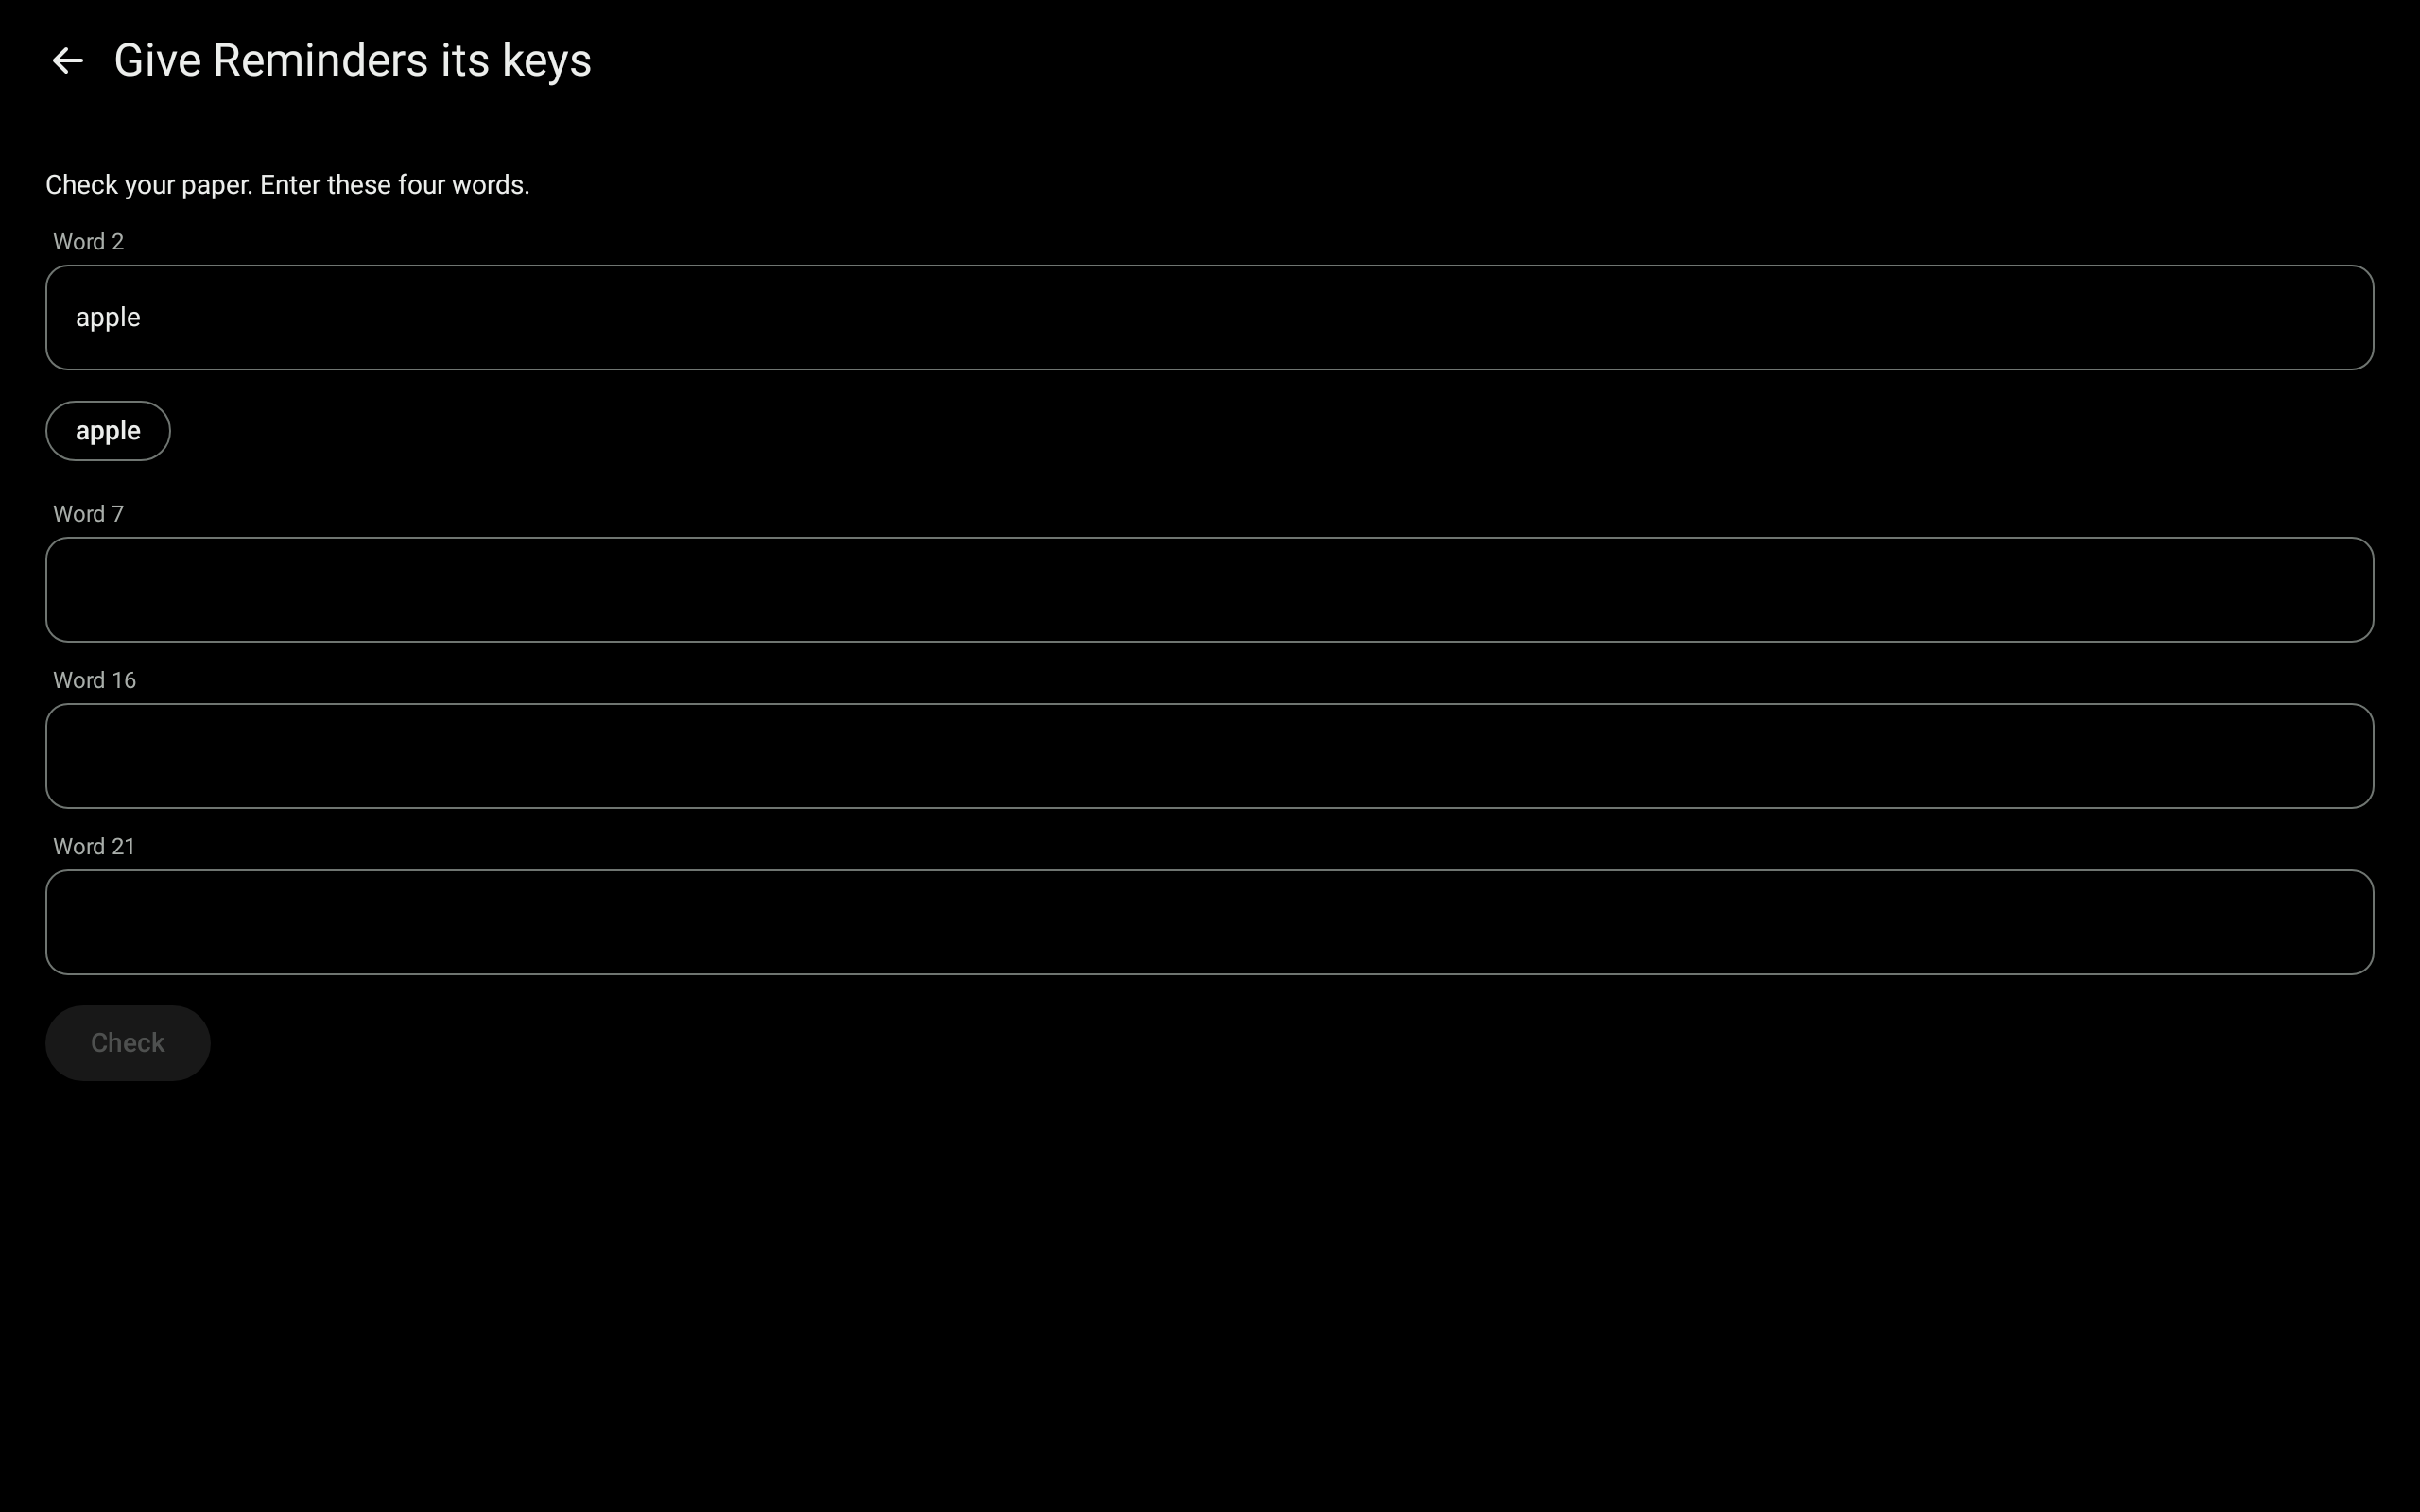 Give Reminders its keys
Check your paper. Enter these four words.
Word 2
apple
apple
Word 7
Word 16
Word 21
Check